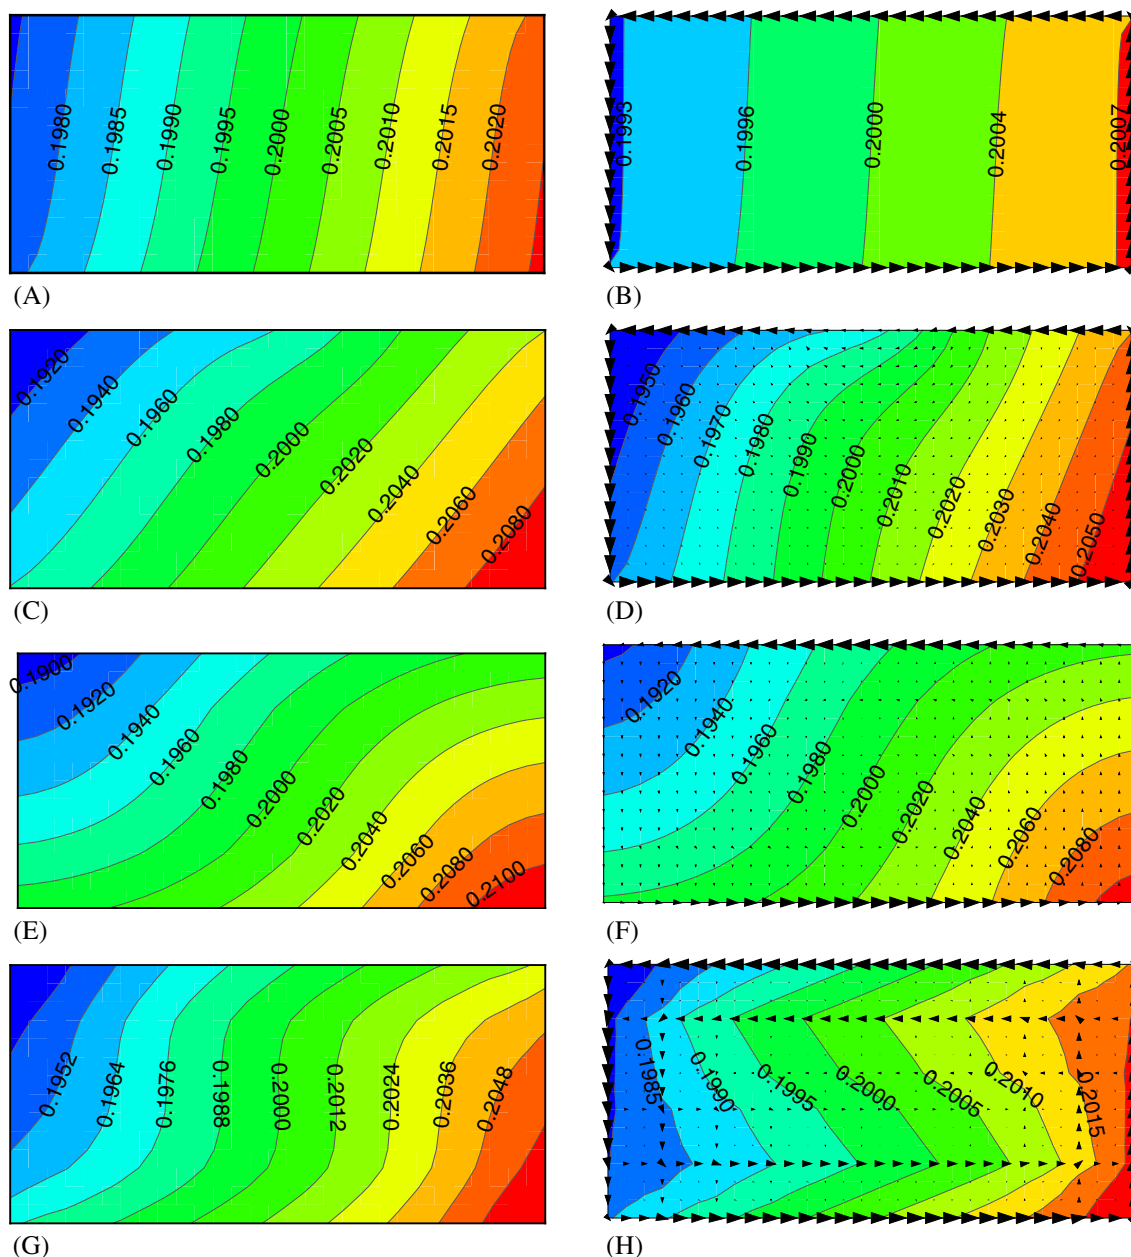 0.1980 0.1985 0.1990 0.1995 0.2000 0.2005 0.2010 0.2015 0.2020
(A)
0.1993 0.1996 0.2000 0.2004 0.2007
(B)
0.1920 0.1940 0.1960 0.1980 0.2000 0.2020 0.2040 0.2060 0.2080
(C)
0.1950 0.1960 0.1970 0.1980 0.1990 0.2000 0.2010 0.2020 0.2030 0.2040 0.2050
(D)
0.1900 0.1920 0.1940 0.1960 0.1980 0.2000 0.2020 0.2040 0.2060 0.2080 0.2100
(E)
0.1920 0.1940 0.1960 0.1980 0.2000 0.2020 0.2040 0.2060 0.2080
(F)
0.1952 0.1964 0.1976 0.1988 0.2000 0.2012 0.2024 0.2036 0.2048
(G)
0.1985 0.1990 0.1995 0.2000 0.2005 0.2010 0.2015
(H)